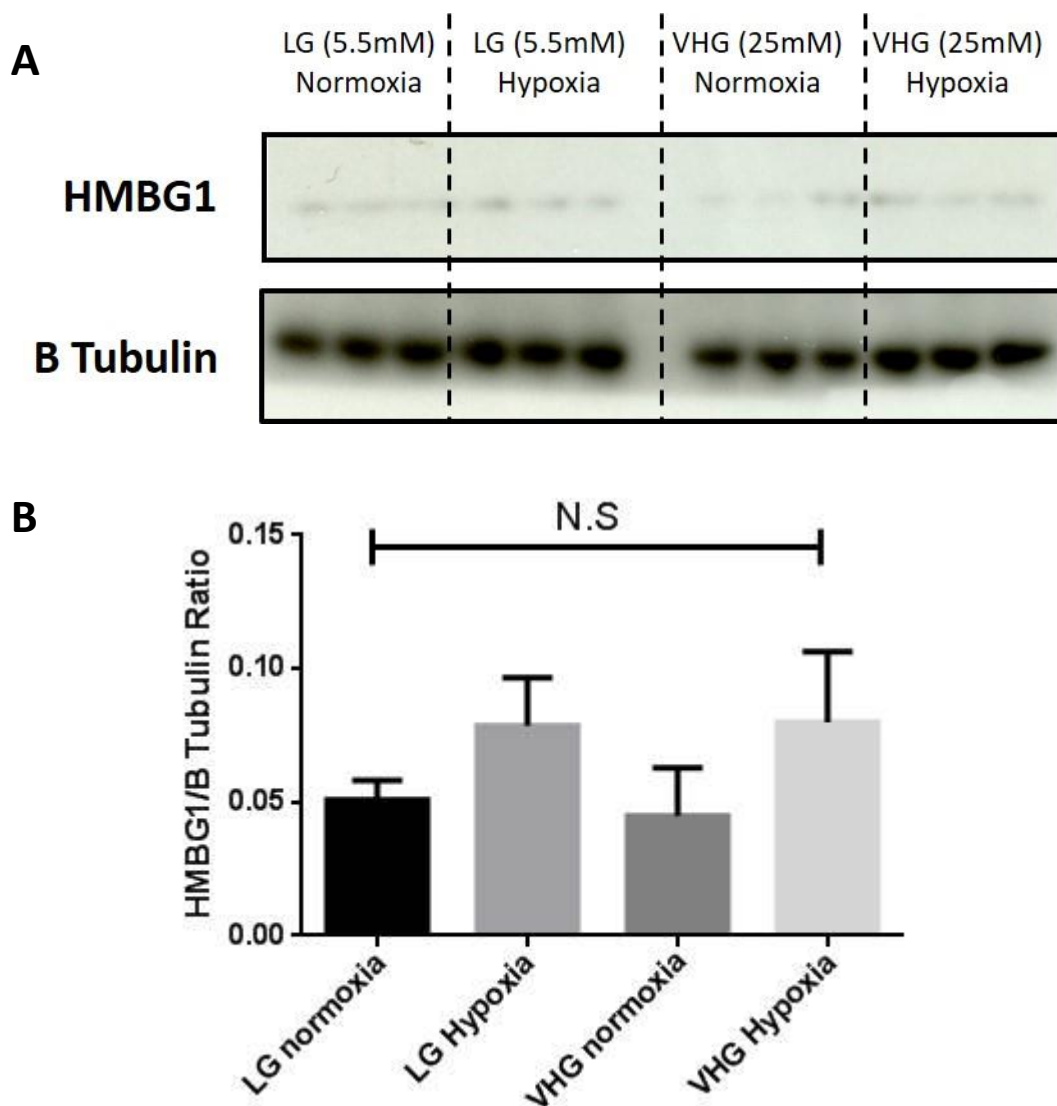 A
LG (5.5mM)
Normoxia
LG (5.5mM)
Hypoxia
VHG (25mM)
Normoxia
VHG (25mM)
Hypoxia
HMBG1
B Tubulin
B
N.S
HMBG1/B Tubulin Ratio
0.15
0.10
0.05
0.00
LG normoxia
LG Hypoxia
VHG normoxia
VHG Hypoxia